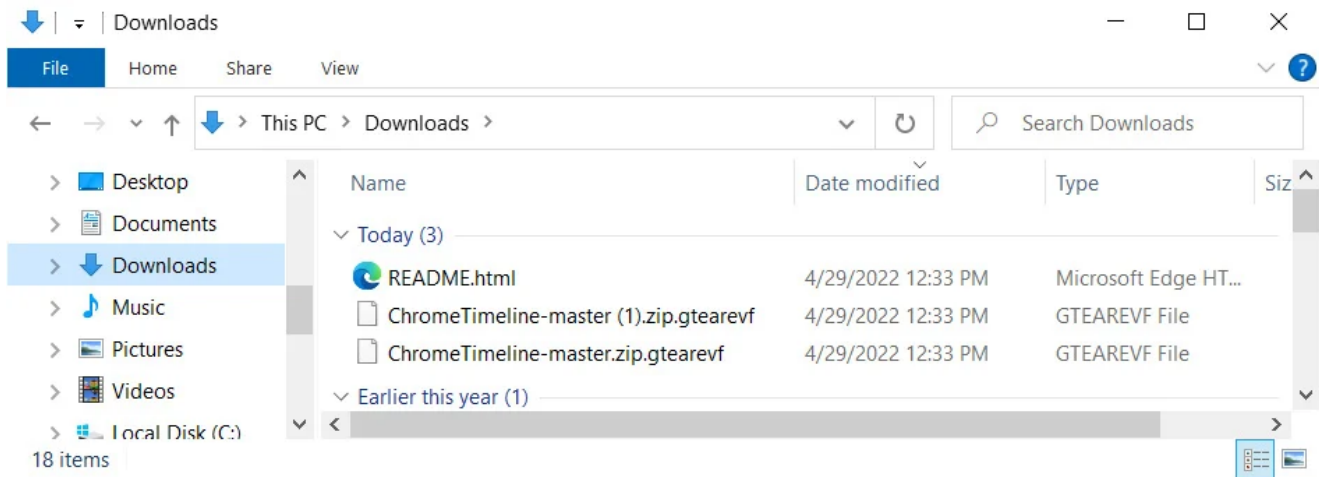 Downloads
File Home Share View ?
This PC > Downloads >
Search Downloads
Desktop
Documents
Downloads
Music
Pictures
Videos
Local Disk (C:)
Name Date modified Type Siz
Today (3)
README.html 4/29/2022 12:33 PM Microsoft Edge HT...
ChromeTimeline-master (1).zip.gtearevf 4/29/2022 12:33 PM GTEAREVF File
ChromeTimeline-master.zip.gtearevf 4/29/2022 12:33 PM GTEAREVF File
Earlier this year (1)
18 items